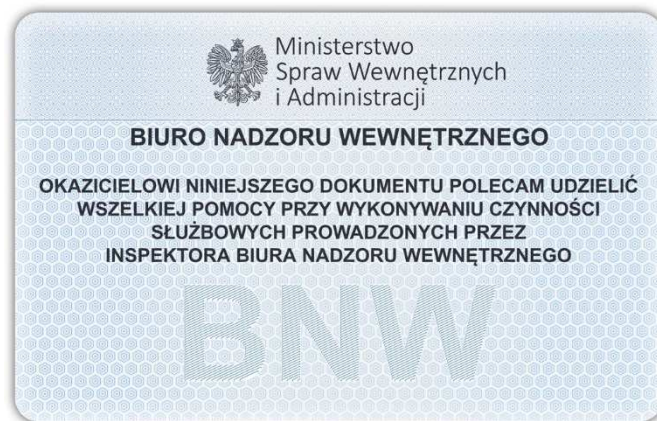 Ministerstwo
Spraw Wewnętrznych
i Administracji
BIURO NADZORU WEWNĘTRZNEGO
OKAZICIELOWI NINIEJSZEGO DOKUMENTU POLECAM UDZIELIĆ
WSZELKIEJ POMOCY PRZY WYKONYWANIU CZYNNOŚCI
SŁUŻBOWYCH PROWADZONYCH PRZEZ
INSPEKTORA BIURA NADZORU WEWNĘTRZNEGO
BNW